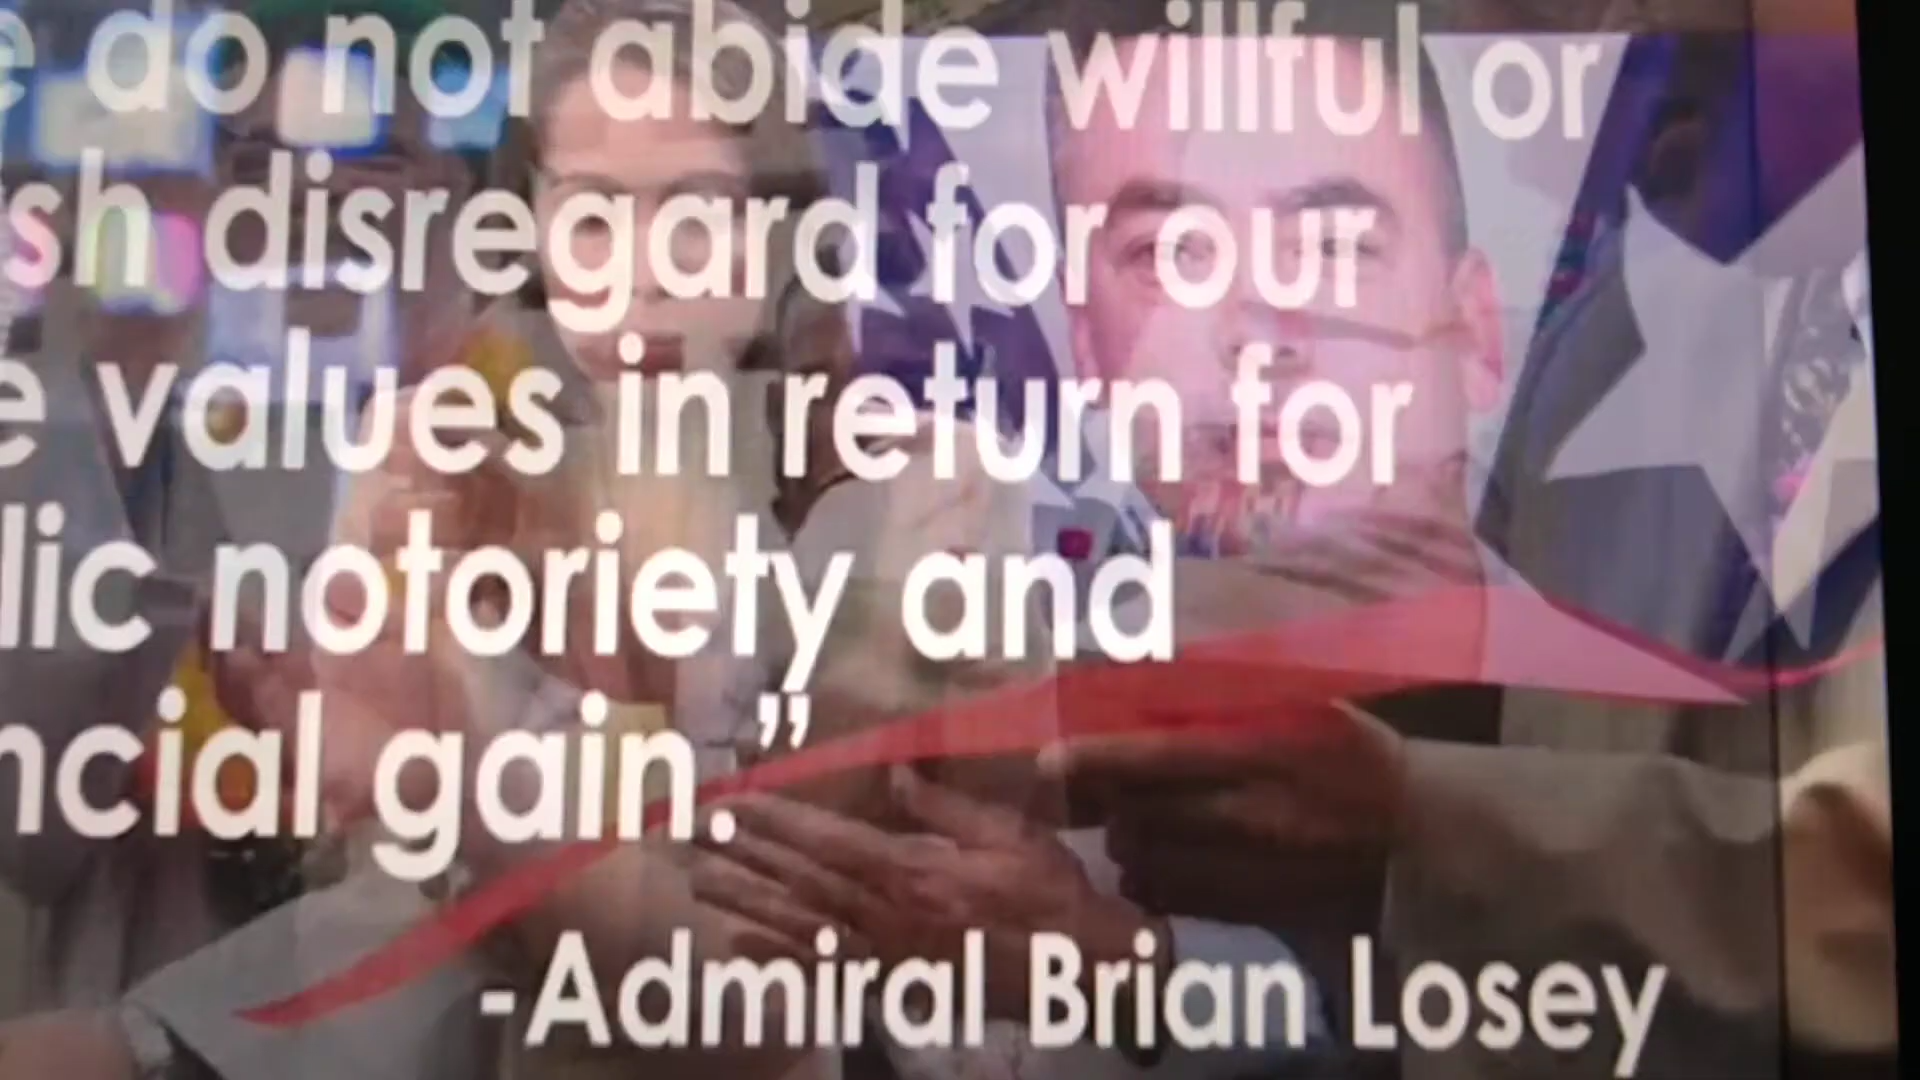 e do not abide willful or
sh disregard for our
e values in return for
lic notoriety and
ncial gain.”
-Admiral Brian Losey